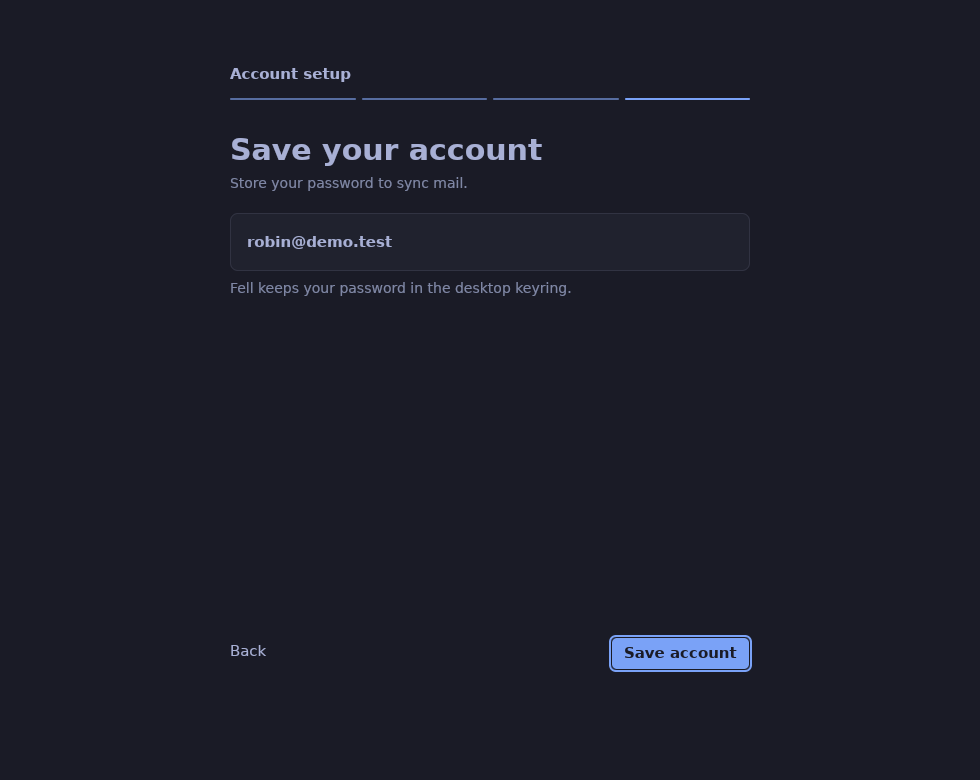 Account setup
Save your account
Store your password to sync mail.
robin@demo.test
Fell keeps your password in the desktop keyring.
Back
Save account